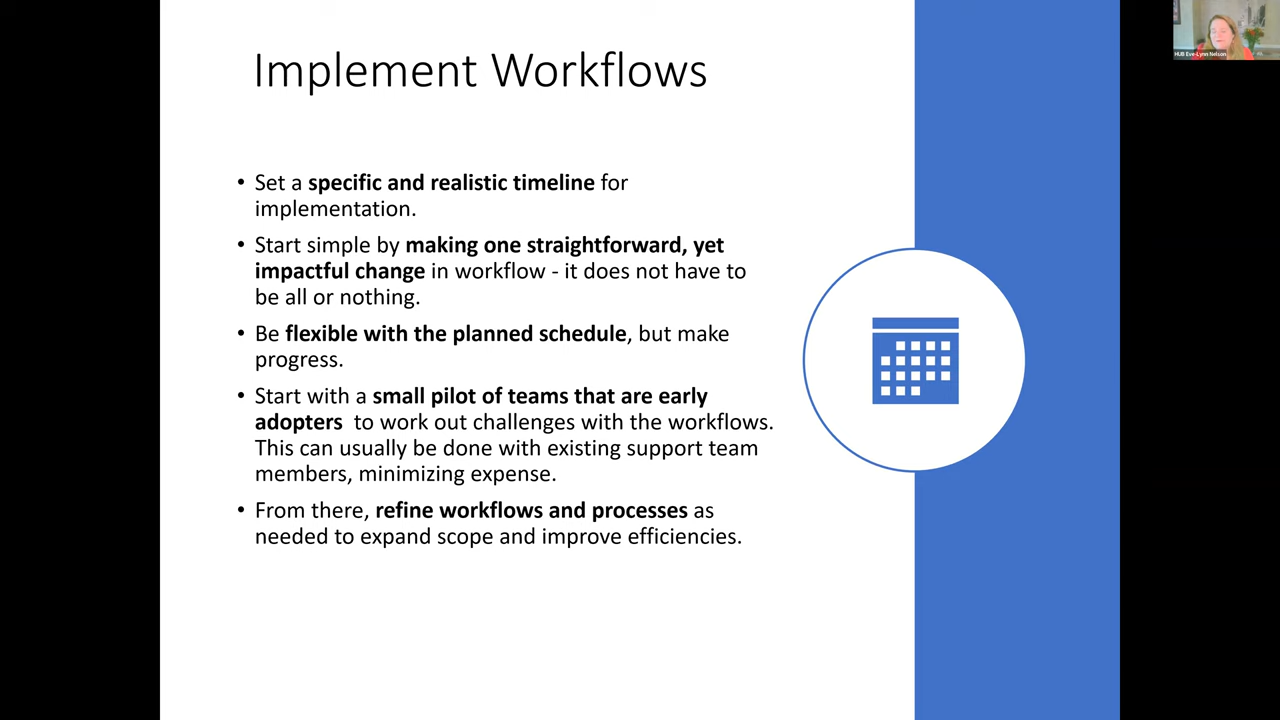 Implement Workflows
• Set a specific and realistic timeline for
implementation.
• Start simple by making one straightforward, yet
impactful change in workflow - it does not have to
be all or nothing.
• Be flexible with the planned schedule, but make
progress.
• Start with a small pilot of teams that are early
adopters to work out challenges with the workflows.
This can usually be done with existing support team
members, minimizing expense.
• From there, refine workflows and processes as
needed to expand scope and improve efficiencies.
HUB Eve-Lynn Nelson